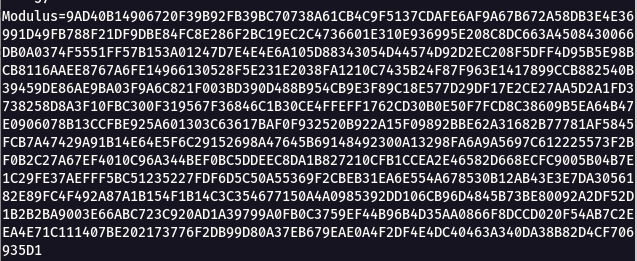 Modulus=9AD40B14906720F39B92FB39BC70738A61CB4C9F5137CDAFE6AF9A67B672A58DB3E4E36
991D49FB788F21DF9DBE84FC8E286F2BC19EC2C4736601E310E936995E208C8DC663A4508430066
DB0A0374F5551FF57B153A01247D7E4E4E6A105D88343054D44574D92D2EC208F5DFF4D95B5E98B
CB8116AAEE8767A6FE14966130528F5E231E2038FA1210C7435B24F87F963E1417899CCB882540B
39459DE86AE9BA03F9A6C821F003BD390D488B954CB9E3F89C18E577D29DF17E2CE27AA5D2A1FD3
738258D8A3F10FBC300F319567F36846C1B30CE4FFEFF1762CD30B0E50F7FCD8C38609B5EA64B47
E0906078B13CCFBE925A601303C63617BAF0F932520B922A15F09892BBE62A31682B77781AF5845
FCB7A47429A91B14E64E5F6C29152698A47645B69148492300A13298FA6A9A5697C612225573F2B
F0B2C27A67EF4010C96A344BEF0BC5DDEEC8DA1B827210CFB1CCEA2E46582D668ECFC9005B04B7E
1C29FE37AEFFF5BC51235227FDF6D5C50A55369F2CBEB31EA6E554A678530B12AB43E3E7DA30561
82E89FC4F492A87A1B154F1B14C3C354677150A4A0985392DD106CB96D4845B73BE80092A2DF52D
1B2B2BA9003E66ABC723C920AD1A39799A0FB0C3759EF44B96B4D35AA0866F8DCCD020F54AB7C2E
EA4E71C111407BE202173776F2DB99D80A37EB679EAE0A4F2DF4E4DC40463A340DA38B82D4CF706
935D1